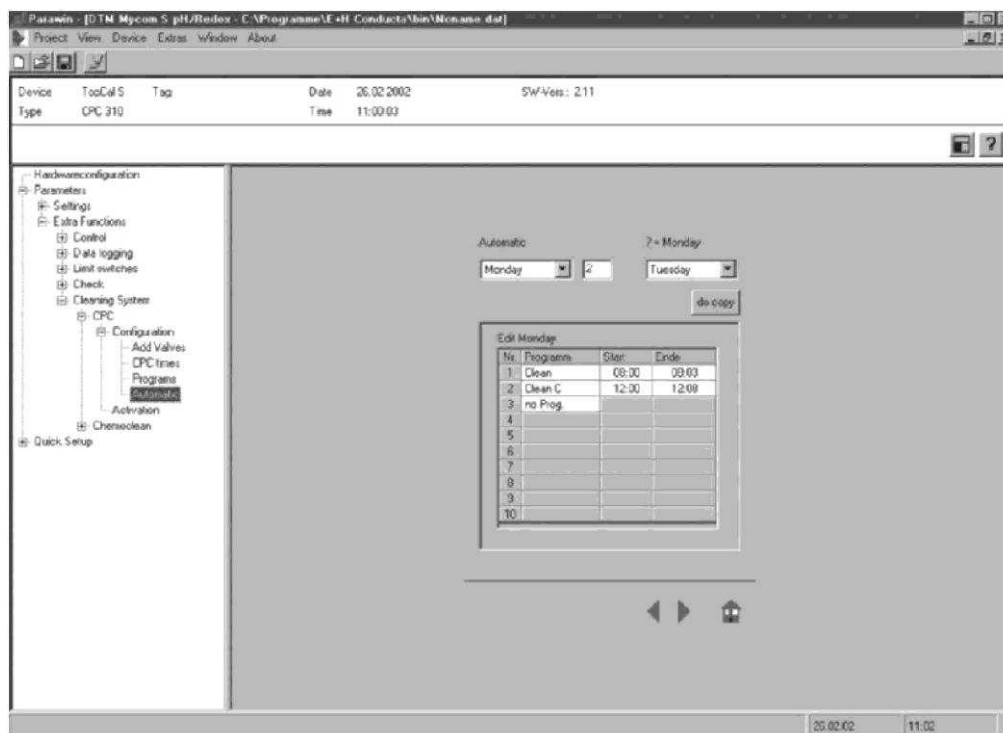 Parawin - [DTM Mycom S pH/Redox - C:\Programme\E+H Conducta\bin\Noname.dat]
Project View Device Extras Window About
Device TopCal S Tag: Date 26.02.2002 SW-Vers.: 2.11
Type CPC 310 Time 11:00:03
?
Hardwareconfiguration
Parameters
Settings
Extra Functions
Control
Data logging
Limit switches
Check
Cleaning System
CPC
Configuration
Add Valves
CPC times
Programs
Automatic
Activation
Chemoclean
Quick Setup
Automatic ? = Monday
Monday 2 Tuesday
do copy
Edit Monday
Nr. Programm Start Ende
1 Clean 08:00 08:03
2 Clean C 12:00 12:08
3 no Prog.
4
5
6
7
8
9
10
26.02.02 11:02